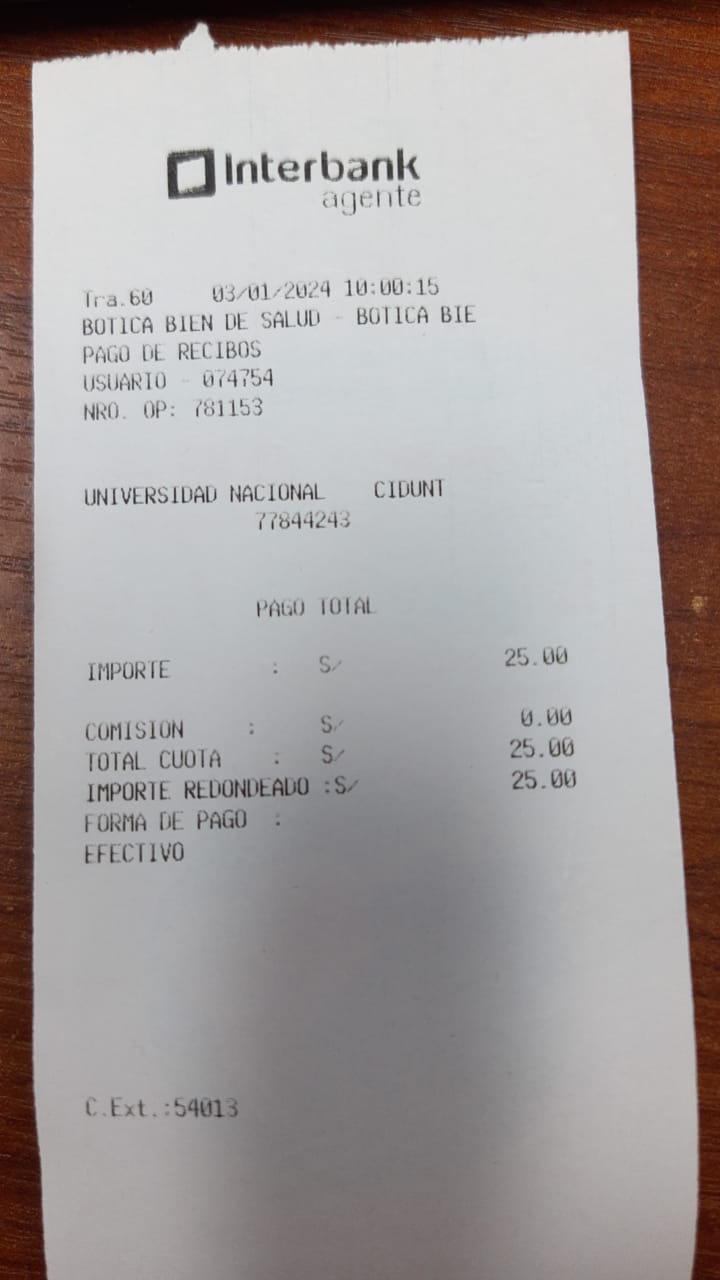 Interbank
agente
Tra.60 03/01/2024 10:00:15
BOTICA BIEN DE SALUD - BOTICA BIE
PAGO DE RECIBOS
USUARIO - 074754
NRO. OP: 781153
UNIVERSIDAD NACIONAL CIDUNT
77844243
PAGO TOTAL
IMPORTE : S/ 25.00
COMISION : S/ 0.00
TOTAL CUOTA : S/ 25.00
IMPORTE REDONDEADO :S/ 25.00
FORMA DE PAGO :
EFECTIVO
C.Ext.:54013